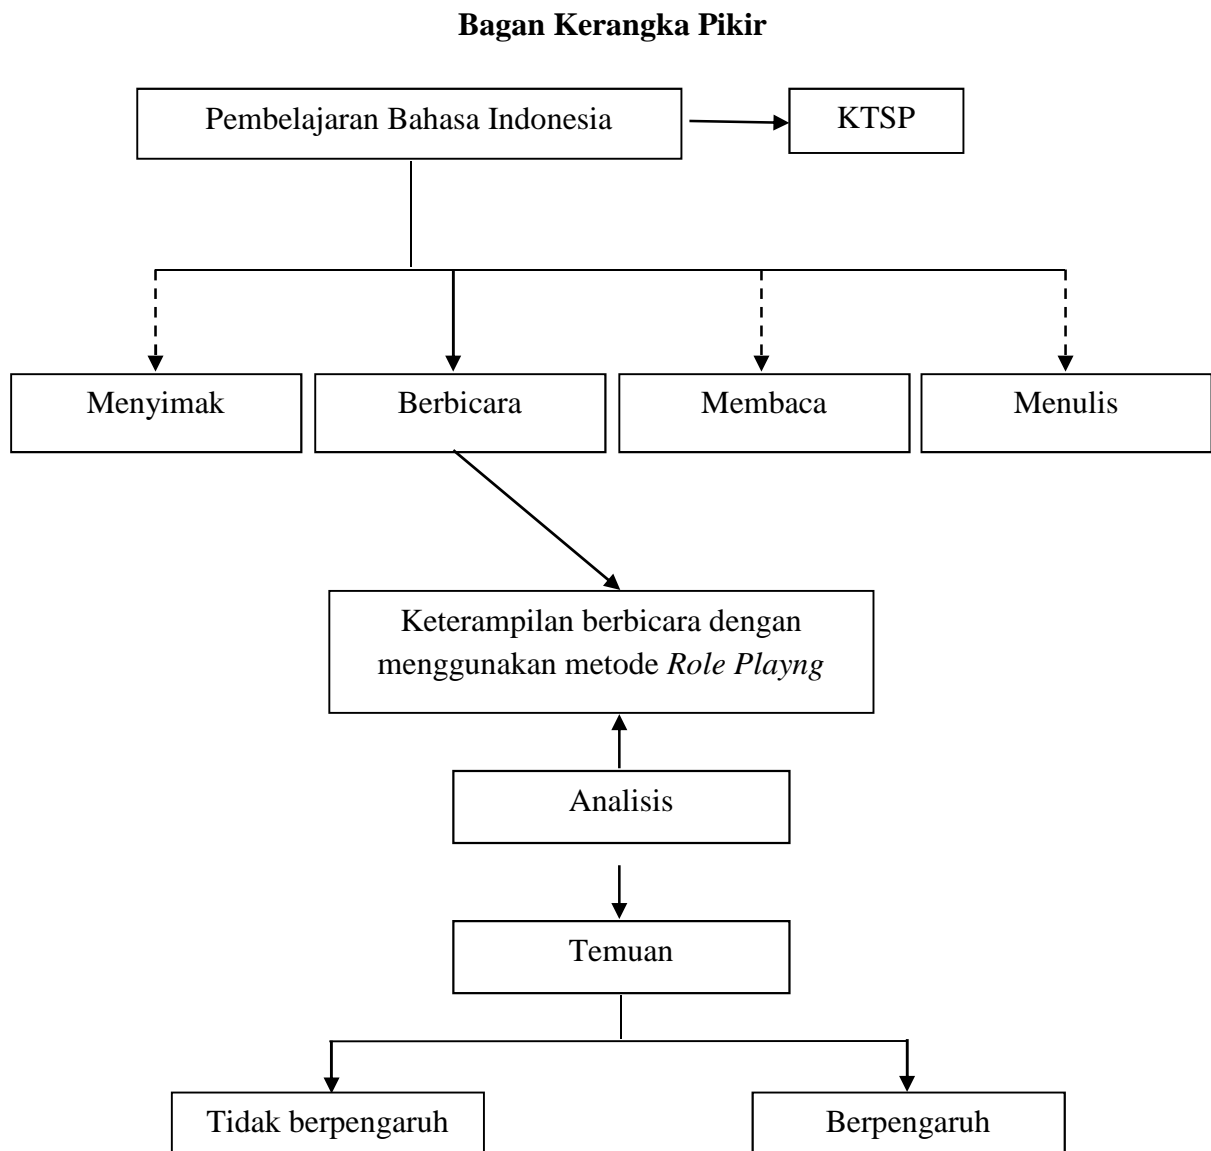 Bagan Kerangka Pikir
Pembelajaran Bahasa Indonesia
KTSP
Menyimak
Berbicara
Membaca
Menulis
Keterampilan berbicara dengan
menggunakan metode Role Playng
Analisis
Temuan
Tidak berpengaruh
Berpengaruh